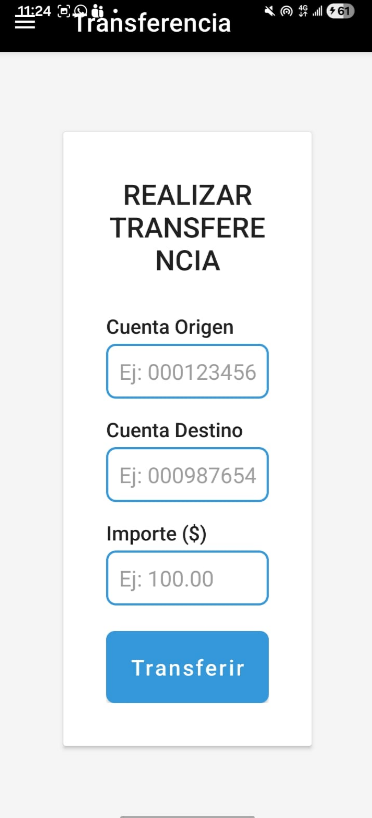 11:24 4G 61
Transferencia
REALIZAR
TRANSFERE
NCIA
Cuenta Origen
Ej: 000123456
Cuenta Destino
Ej: 000987654
Importe ($)
Ej: 100.00
Transferir